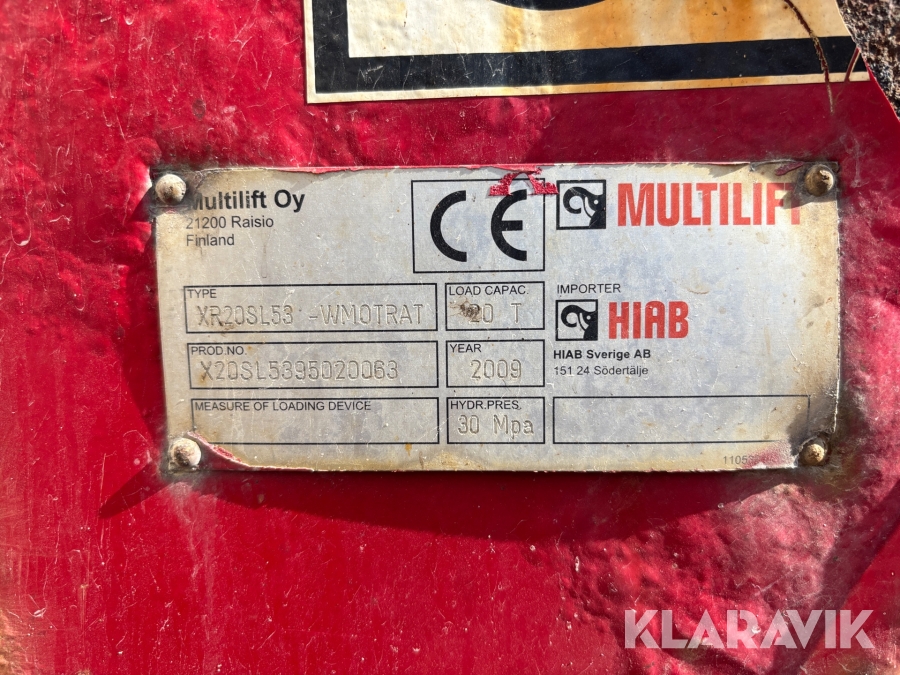 Multilift Oy
21200 Raisio
Finland
CE
MULTILIFT
TYPE
XR20SL53 -WMOTRAT
LOAD CAPAC.
20 T
IMPORTER
HIAB
HIAB Sverige AB
151 24 Södertälje
PROD.NO.
X20SL5395020063
YEAR
2009
MEASURE OF LOADING DEVICE
HYDR.PRES.
30 Mpa
KLARAVIK